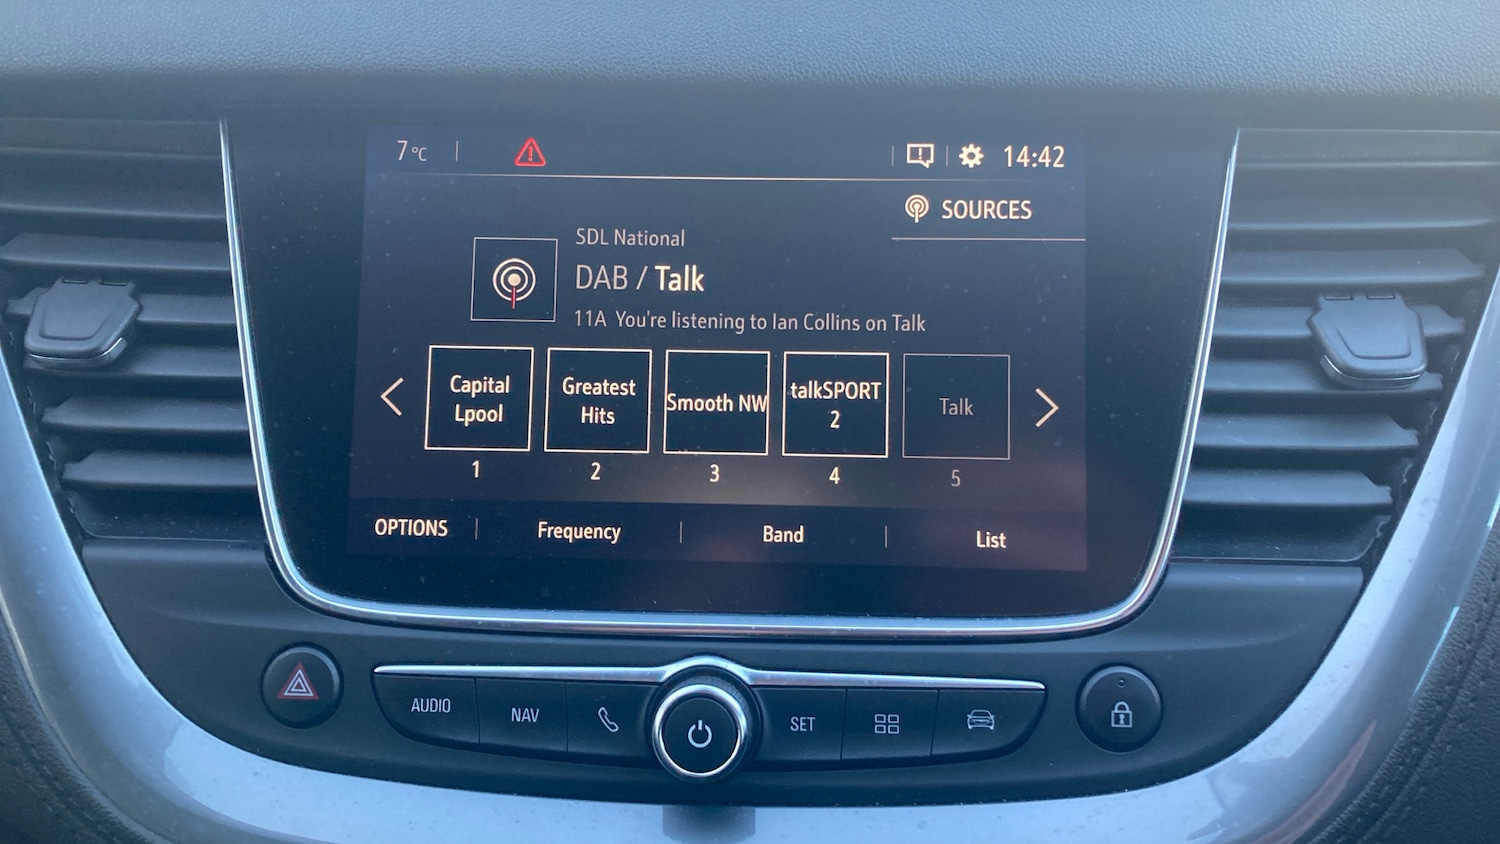 7 °C
14:42
SOURCES
SDL National
DAB / Talk
11A You're listening to Ian Collins on Talk
Capital
Lpool
Greatest
Hits
Smooth NW
talkSPORT
2
Talk
1
2
3
4
5
OPTIONS
Frequency
Band
List
AUDIO
NAV
SET